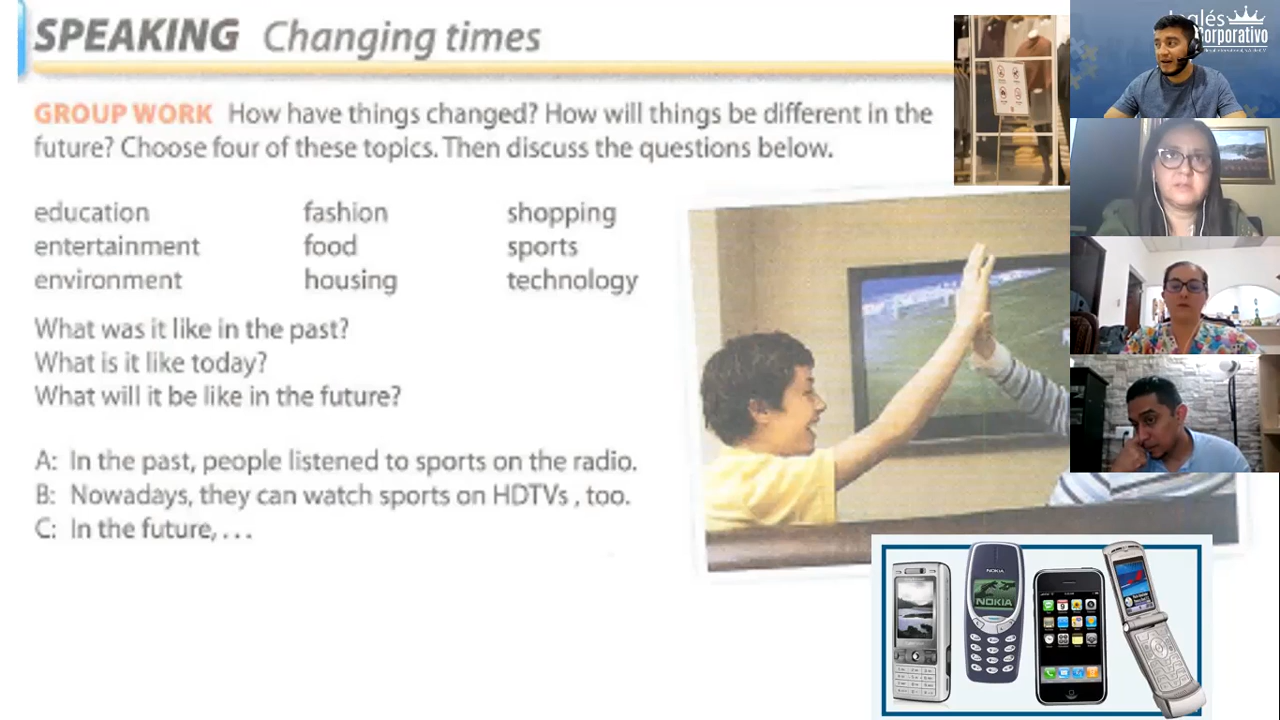 SPEAKING Changing times
GROUP WORK How have things changed? How will things be different in the
future? Choose four of these topics. Then discuss the questions below.
education fashion shopping
entertainment food sports
environment housing technology
What was it like in the past?
What is it like today?
What will it be like in the future?
A: In the past, people listened to sports on the radio.
B: Nowadays, they can watch sports on HDTVs , too.
C: In the future, . . .
Inglés
Corporativo
NOKIA
NOKIA